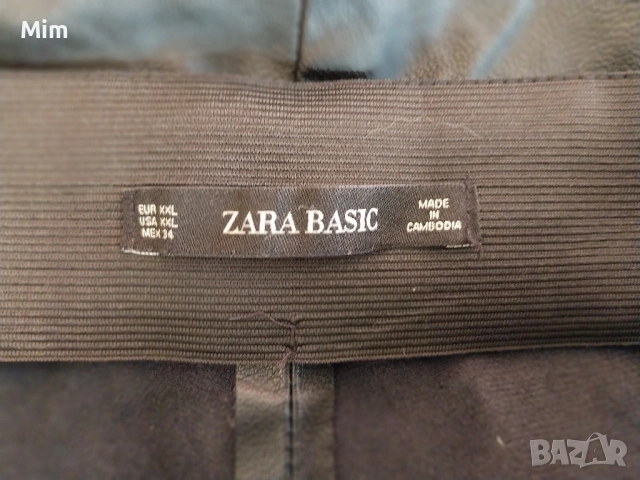 Mim
EUR XXL
USA XXL
MEX 34
ZARA BASIC
MADE
IN
CAMBODIA
BAZAR